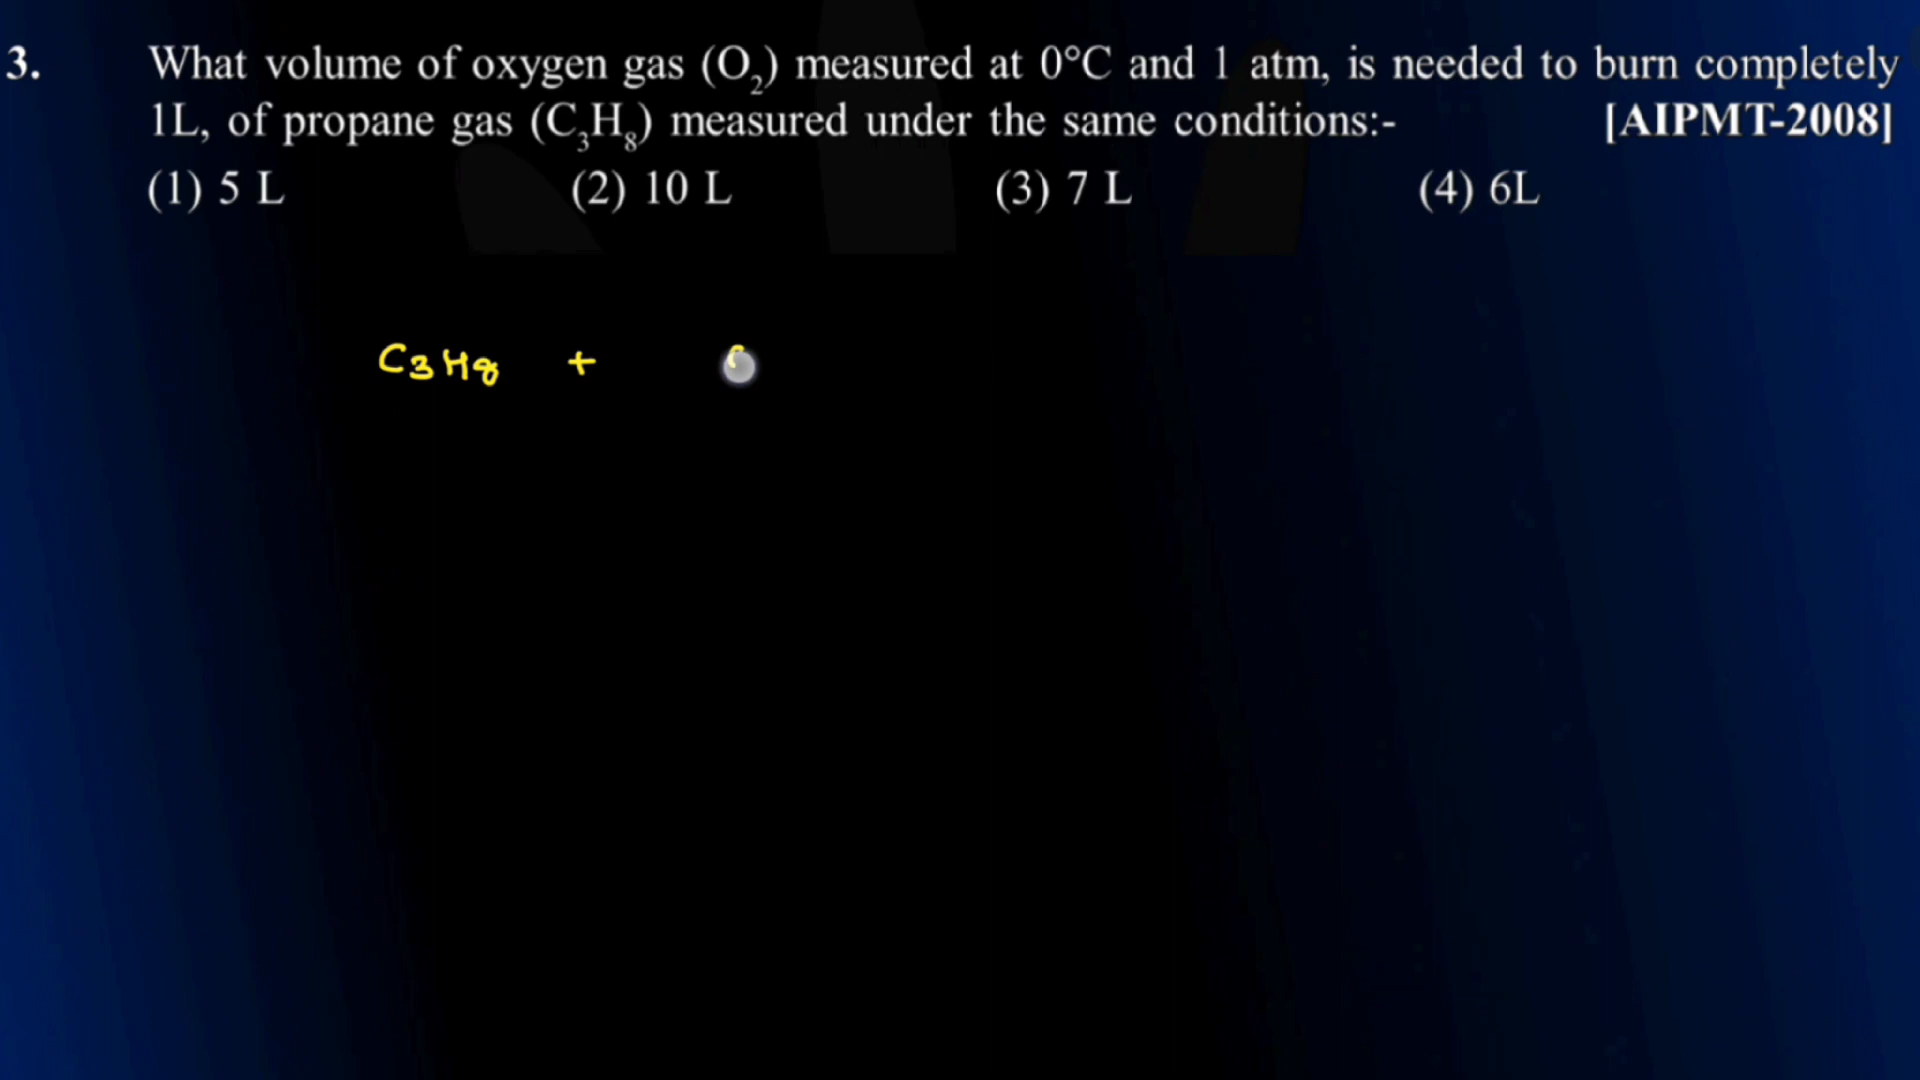 3. What volume of oxygen gas (O₂) measured at 0°C and 1 atm, is needed to burn completely
1L, of propane gas (C₃H₈) measured under the same conditions:- [AIPMT-2008]
(1) 5 L (2) 10 L (3) 7 L (4) 6L
C₃H₈ +